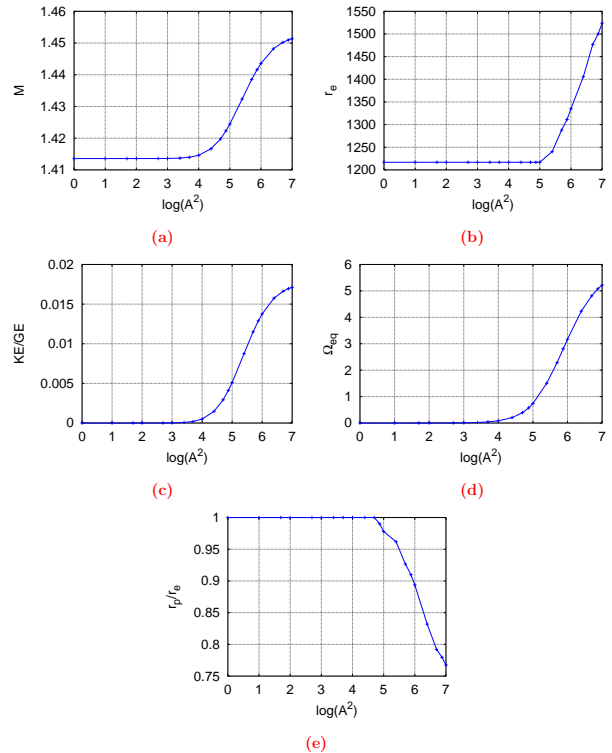 1.46
1.45
1.44
1.43
1.42
1.41
M
0 1 2 3 4 5 6 7
log(A²)
(a)
1550
1500
1450
1400
1350
1300
1250
1200
rₑ
0 1 2 3 4 5 6 7
log(A²)
(b)
0.02
0.015
0.01
0.005
0
KE/GE
0 1 2 3 4 5 6 7
log(A²)
(c)
6
5
4
3
2
1
0
Ω_eq
0 1 2 3 4 5 6 7
log(A²)
(d)
1
0.95
0.9
0.85
0.8
0.75
r_p/r_e
0 1 2 3 4 5 6 7
log(A²)
(e)